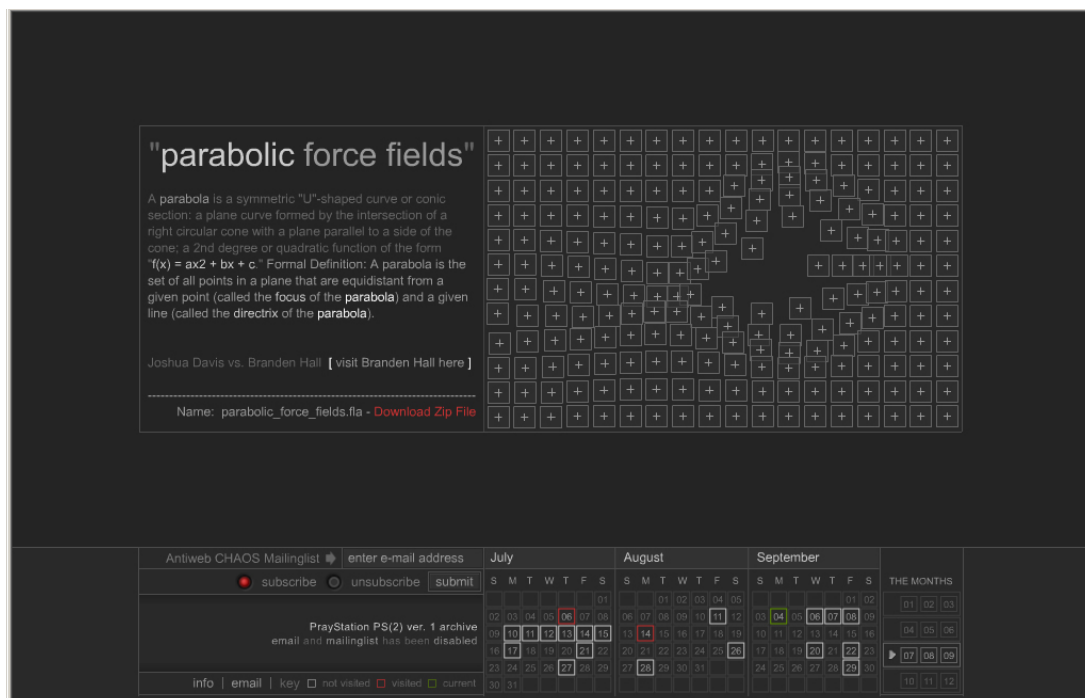 "parabolic force fields"
A parabola is a symmetric "U"-shaped curve or conic
section: a plane curve formed by the intersection of a
right circular cone with a plane parallel to a side of the
cone; a 2nd degree or quadratic function of the form
"f(x) = ax2 + bx + c." Formal Definition: A parabola is the
set of all points in a plane that are equidistant from a
given point (called the focus of the parabola) and a given
line (called the directrix of the parabola).
Joshua Davis vs. Branden Hall [ visit Branden Hall here ]
Name: parabolic_force_fields.fla - Download Zip File
Antiweb CHAOS Mailinglist enter e-mail address
subscribe unsubscribe submit
PrayStation PS(2) ver. 1 archive
email and mailinglist has been disabled
info | email | key not visited visited current
July
S M T W T F S
01
02 03 04 05 06 07 08
09 10 11 12 13 14 15
16 17 18 19 20 21 22
23 24 25 26 27 28 29
30 31
August
S M T W T F S
01 02 03 04 05
06 07 08 09 10 11 12
13 14 15 16 17 18 19
20 21 22 23 24 25 26
27 28 29 30 31
September
S M T W T F S
01 02
03 04 05 06 07 08 09
10 11 12 13 14 15 16
17 18 19 20 21 22 23
24 25 26 27 28 29 30
THE MONTHS
01 02 03
04 05 06
07 08 09
10 11 12